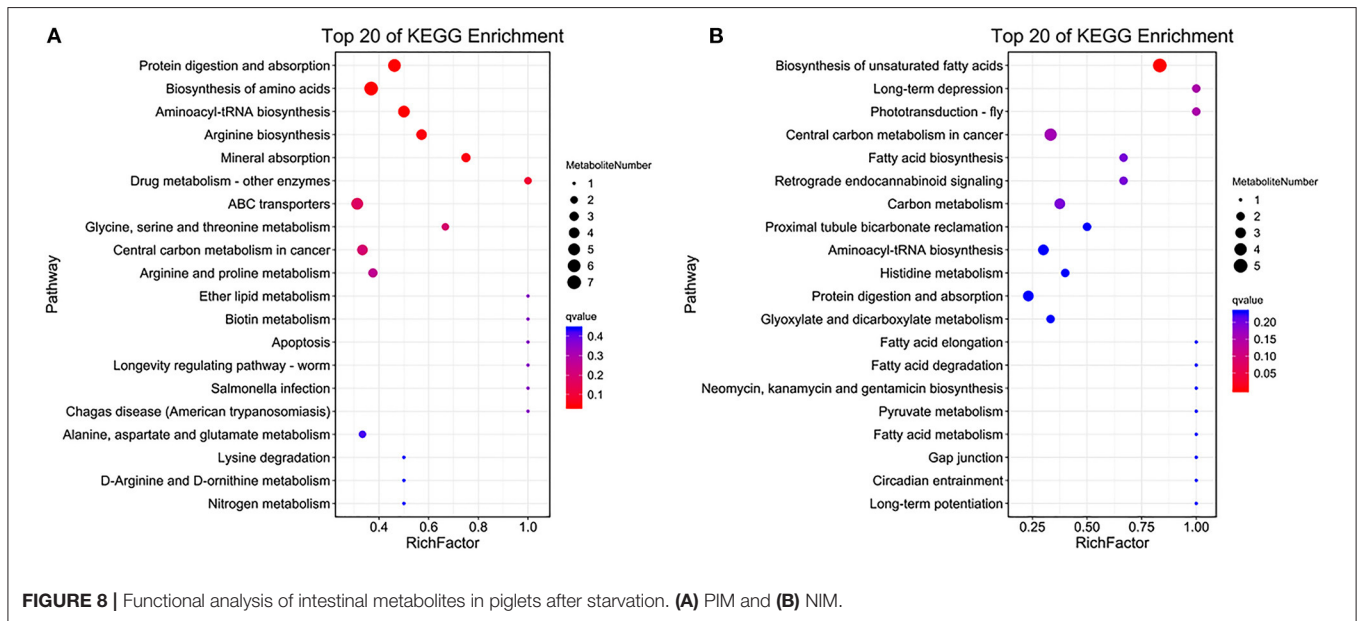 A
Top 20 of KEGG Enrichment
Pathway
Protein digestion and absorption
Biosynthesis of amino acids
Aminoacyl-tRNA biosynthesis
Arginine biosynthesis
Mineral absorption
Drug metabolism - other enzymes
ABC transporters
Glycine, serine and threonine metabolism
Central carbon metabolism in cancer
Arginine and proline metabolism
Ether lipid metabolism
Biotin metabolism
Apoptosis
Longevity regulating pathway - worm
Salmonella infection
Chagas disease (American trypanosomiasis)
Alanine, aspartate and glutamate metabolism
Lysine degradation
D-Arginine and D-ornithine metabolism
Nitrogen metabolism
0.4 0.6 0.8 1.0
RichFactor
MetaboliteNumber
1
2
3
4
5
6
7
qvalue
0.4
0.3
0.2
0.1
B
Top 20 of KEGG Enrichment
Pathway
Biosynthesis of unsaturated fatty acids
Long-term depression
Phototransduction - fly
Central carbon metabolism in cancer
Fatty acid biosynthesis
Retrograde endocannabinoid signaling
Carbon metabolism
Proximal tubule bicarbonate reclamation
Aminoacyl-tRNA biosynthesis
Histidine metabolism
Protein digestion and absorption
Glyoxylate and dicarboxylate metabolism
Fatty acid elongation
Fatty acid degradation
Neomycin, kanamycin and gentamicin biosynthesis
Pyruvate metabolism
Fatty acid metabolism
Gap junction
Circadian entrainment
Long-term potentiation
0.25 0.50 0.75 1.00
RichFactor
MetaboliteNumber
1
2
3
4
5
qvalue
0.20
0.15
0.10
0.05
FIGURE 8 | Functional analysis of intestinal metabolites in piglets after starvation. (A) PIM and (B) NIM.